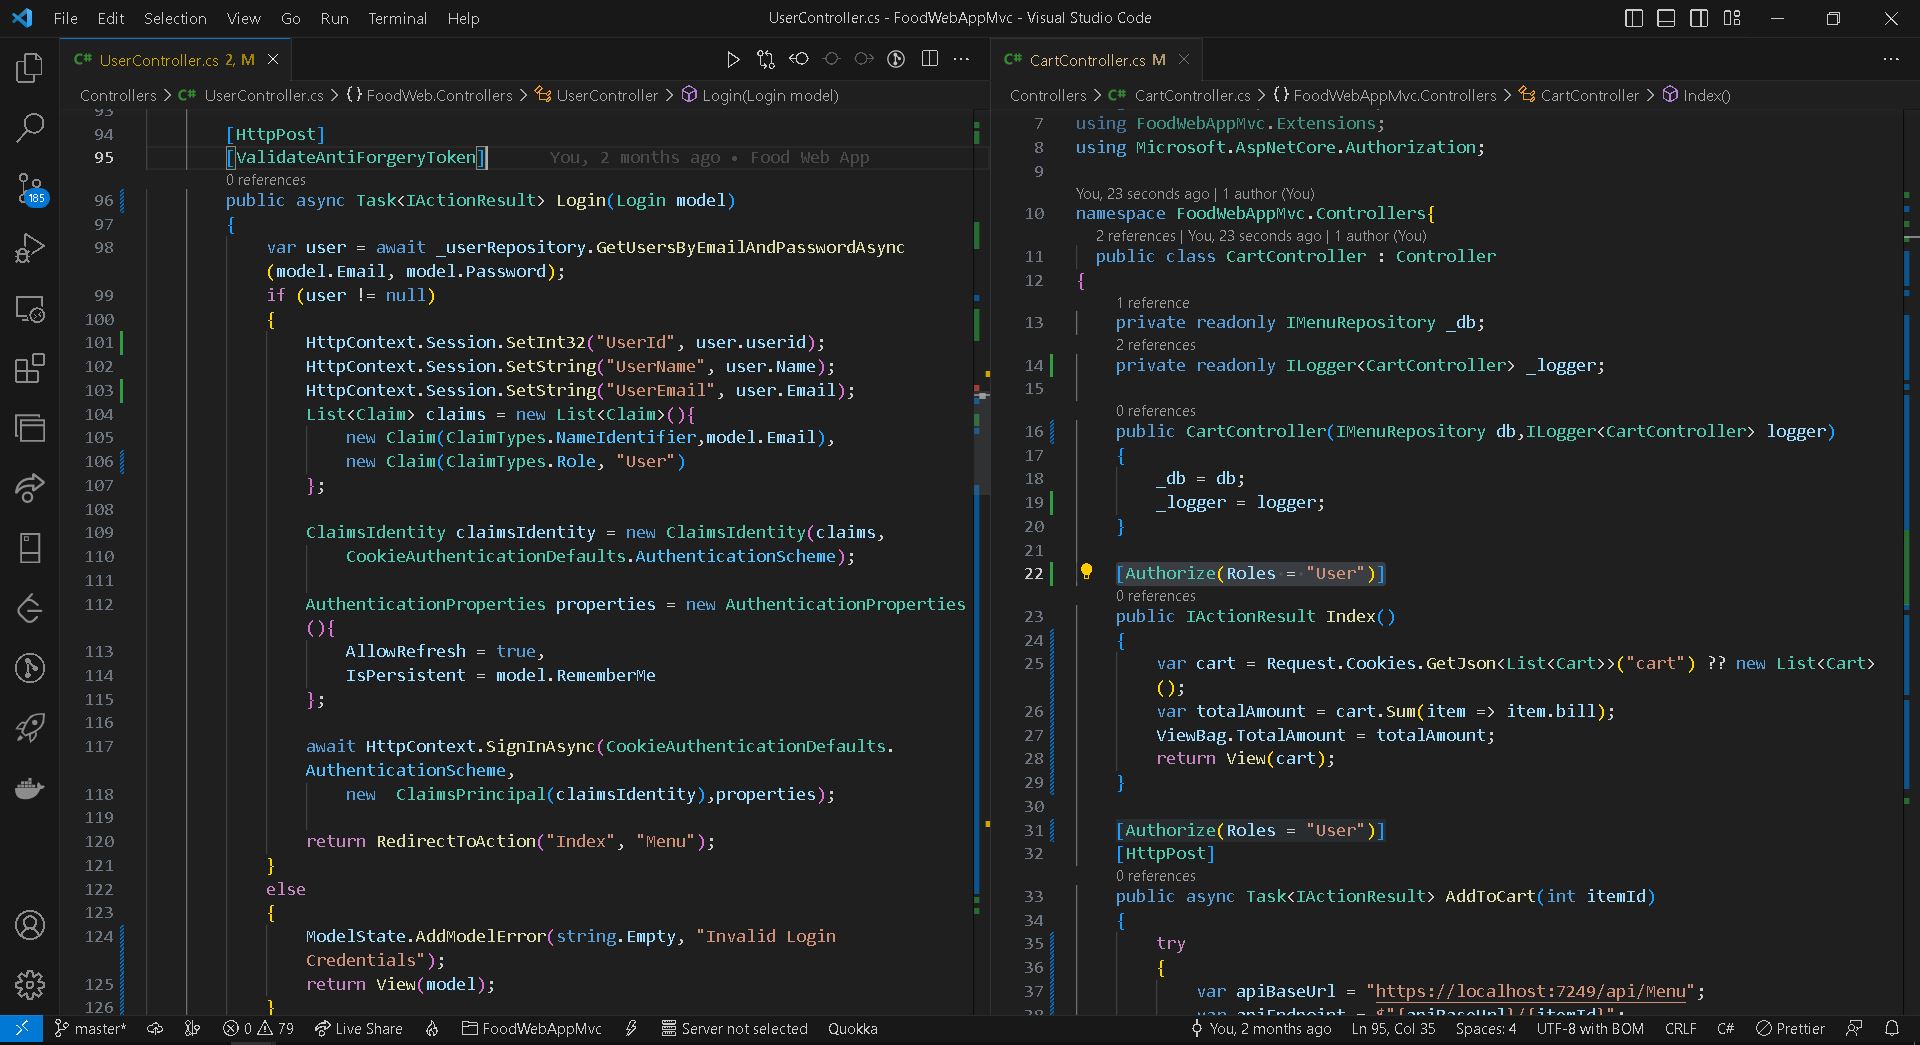 File Edit Selection View Go Run Terminal Help
UserController.cs - FoodWebAppMvc - Visual Studio Code
C# UserController.cs 2, M
Controllers > C# UserController.cs > {} FoodWeb.Controllers > UserController > Login(Login model)
93
94 [HttpPost]
95 [ValidateAntiForgeryToken] You, 2 months ago • Food Web App
0 references
96 public async Task<IActionResult> Login(Login model)
97 {
98 var user = await _userRepository.GetUsersByEmailAndPasswordAsync
(model.Email, model.Password);
99 if (user != null)
100 {
101 HttpContext.Session.SetInt32("UserId", user.userid);
102 HttpContext.Session.SetString("UserName", user.Name);
103 HttpContext.Session.SetString("UserEmail", user.Email);
104 List<Claim> claims = new List<Claim>(){
105 new Claim(ClaimTypes.NameIdentifier,model.Email),
106 new Claim(ClaimTypes.Role, "User")
107 };
108
109 ClaimsIdentity claimsIdentity = new ClaimsIdentity(claims,
110 CookieAuthenticationDefaults.AuthenticationScheme);
111
112 AuthenticationProperties properties = new AuthenticationProperties
(){
113 AllowRefresh = true,
114 IsPersistent = model.RememberMe
115 };
116
117 await HttpContext.SignInAsync(CookieAuthenticationDefaults.
AuthenticationScheme,
118 new ClaimsPrincipal(claimsIdentity),properties);
119
120 return RedirectToAction("Index", "Menu");
121 }
122 else
123 {
124 ModelState.AddModelError(string.Empty, "Invalid Login
Credentials");
125 return View(model);
126 }
C# CartController.cs M
Controllers > C# CartController.cs > {} FoodWebAppMvc.Controllers > CartController > Index()
7 using FoodWebAppMvc.Extensions;
8 using Microsoft.AspNetCore.Authorization;
9
You, 23 seconds ago | 1 author (You)
10 namespace FoodWebAppMvc.Controllers{
2 references | You, 23 seconds ago | 1 author (You)
11 public class CartController : Controller
12 {
1 reference
13 private readonly IMenuRepository _db;
2 references
14 private readonly ILogger<CartController> _logger;
15
0 references
16 public CartController(IMenuRepository db,ILogger<CartController> logger)
17 {
18 _db = db;
19 _logger = logger;
20 }
21
22 [Authorize(Roles = "User")]
0 references
23 public IActionResult Index()
24 {
25 var cart = Request.Cookies.GetJson<List<Cart>>("cart") ?? new List<Cart>
();
26 var totalAmount = cart.Sum(item => item.bill);
27 ViewBag.TotalAmount = totalAmount;
28 return View(cart);
29 }
30
31 [Authorize(Roles = "User")]
32 [HttpPost]
0 references
33 public async Task<IActionResult> AddToCart(int itemId)
34 {
35 try
36 {
37 var apiBaseUrl = "https://localhost:7249/api/Menu";
38 var apiEndpoint = $"{apiBaseUrl}/{itemId}";
185
master* 0 79 Live Share FoodWebAppMvc Server not selected Quokka You, 2 months ago Ln 95, Col 35 Spaces: 4 UTF-8 with BOM CRLF C# Prettier